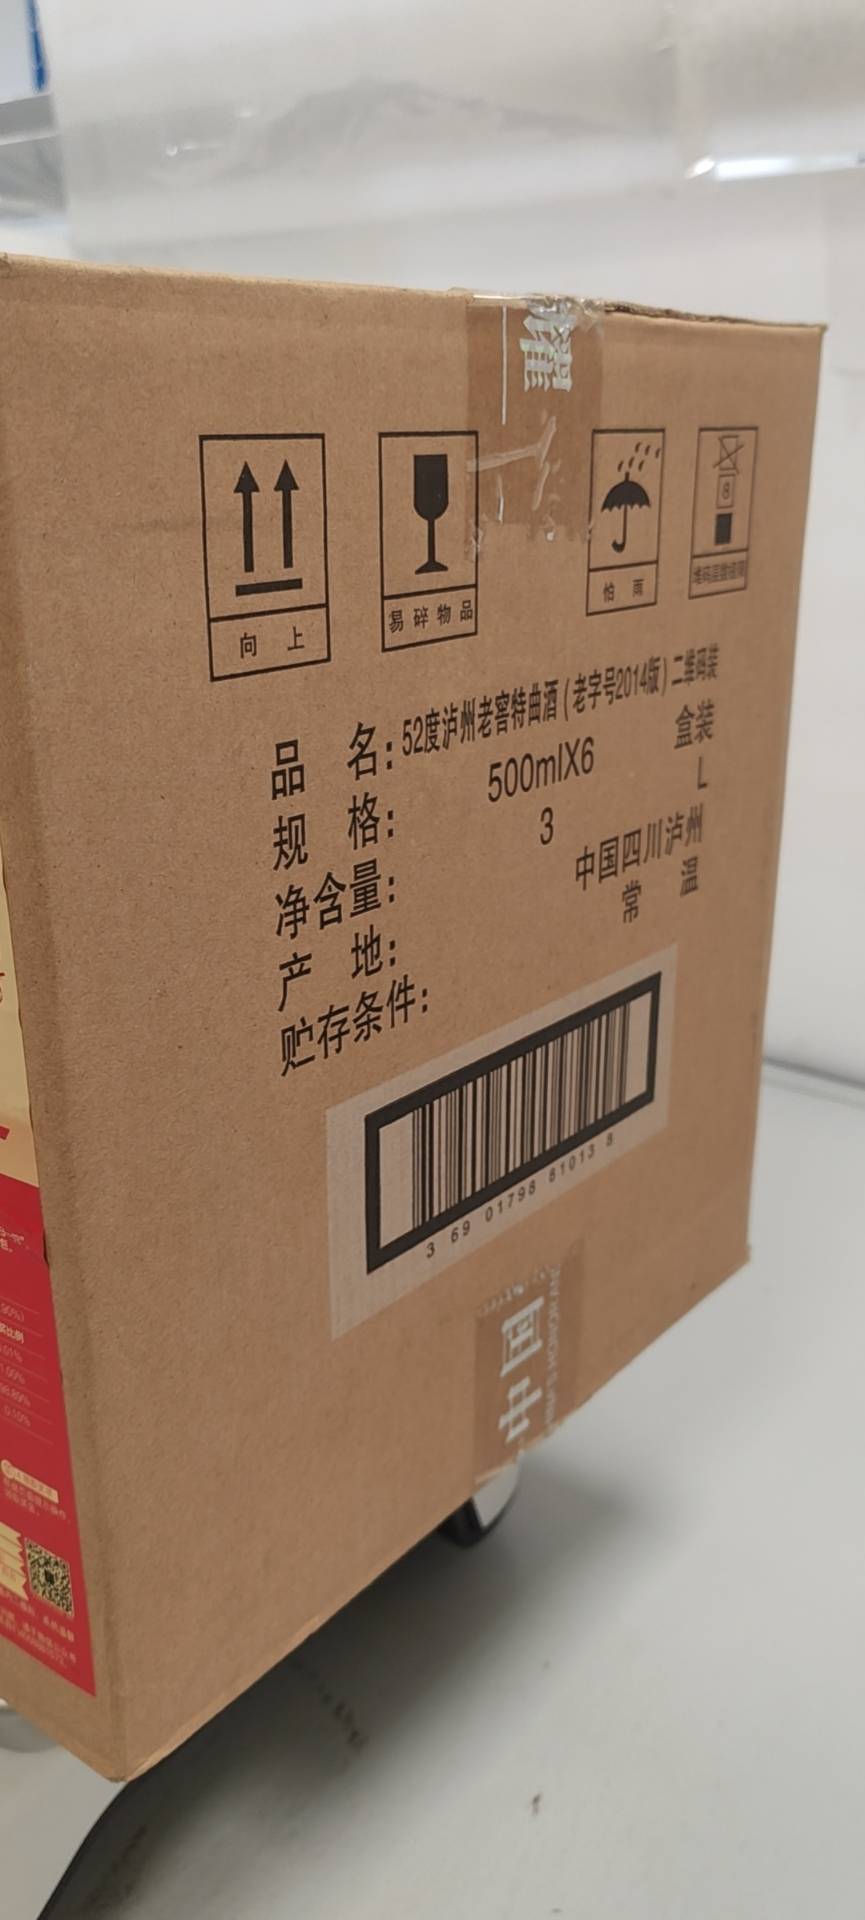 向 上
易碎物品
怕 雨
堆码层数极限
8
品 名: 52度泸州老窖特曲酒(老字号2014版)二维码装
规 格: 500mlX6 盒装
净含量: 3 L
产 地: 中国四川泸州
贮存条件: 常 温
3 69 01798 81013 8
中国